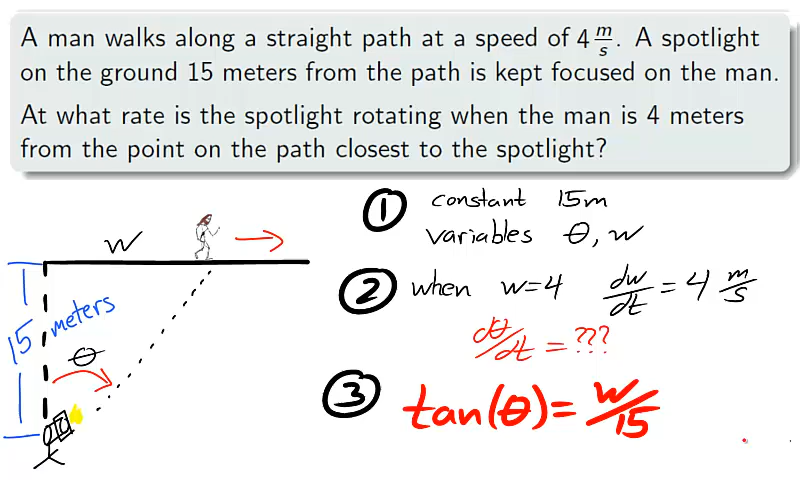 A man walks along a straight path at a speed of 4 m/s. A spotlight
on the ground 15 meters from the path is kept focused on the man.
At what rate is the spotlight rotating when the man is 4 meters
from the point on the path closest to the spotlight?
w
15 meters
θ
① constant 15m
variables θ, w
② when w=4 dw/dt = 4 m/s
dθ/dt = ???
③ tan(θ) = w/15